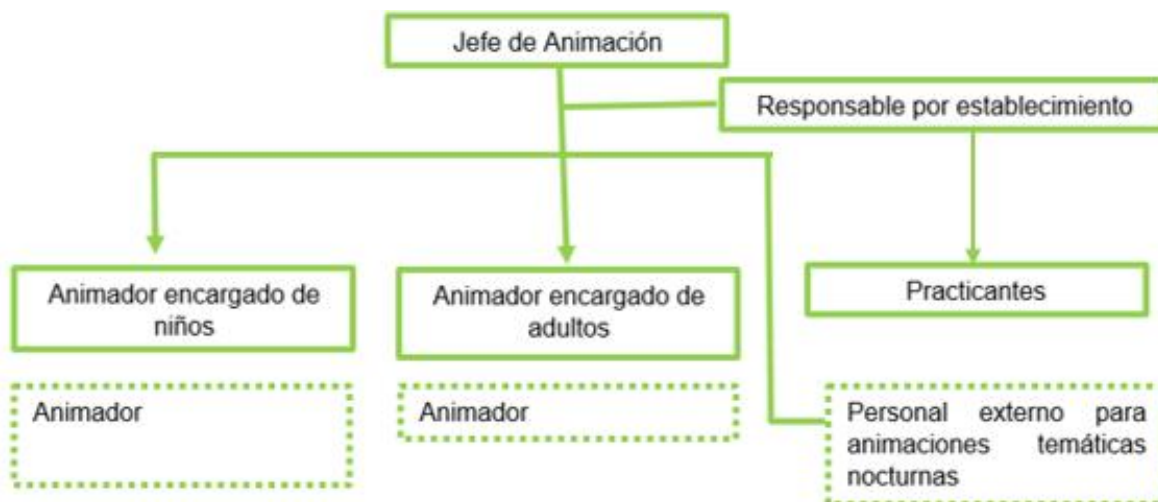 Jefe de Animación
Responsable por establecimiento
Animador encargado de
niños
Animador encargado de
adultos
Practicantes
Animador
Animador
Personal externo para
animaciones temáticas
nocturnas